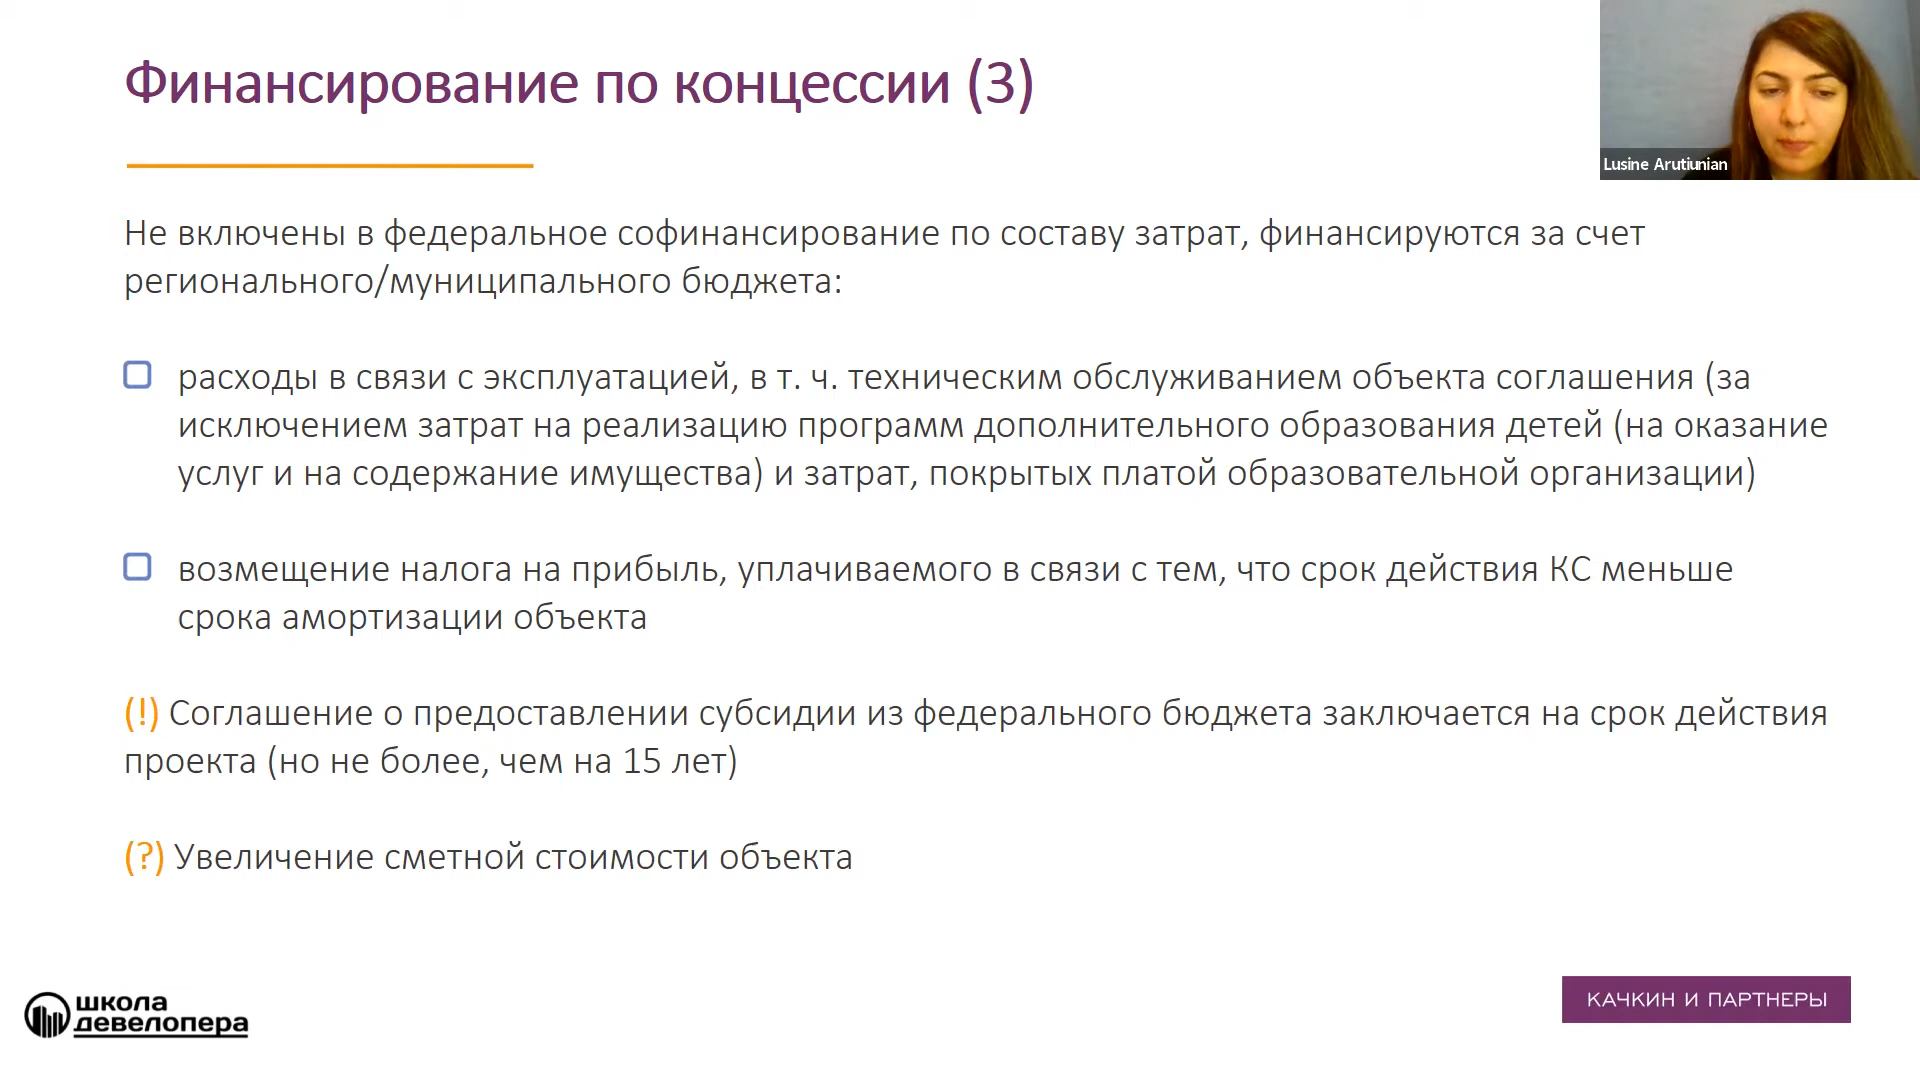 Финансирование по концессии (3)
Lusine Arutiunian
Не включены в федеральное софинансирование по составу затрат, финансируются за счет
регионального/муниципального бюджета:
расходы в связи с эксплуатацией, в т. ч. техническим обслуживанием объекта соглашения (за
исключением затрат на реализацию программ дополнительного образования детей (на оказание
услуг и на содержание имущества) и затрат, покрытых платой образовательной организации)
возмещение налога на прибыль, уплачиваемого в связи с тем, что срок действия КС меньше
срока амортизации объекта
(!) Соглашение о предоставлении субсидии из федерального бюджета заключается на срок действия
проекта (но не более, чем на 15 лет)
(?) Увеличение сметной стоимости объекта
школа
девелопера
КАЧКИН И ПАРТНЕРЫ